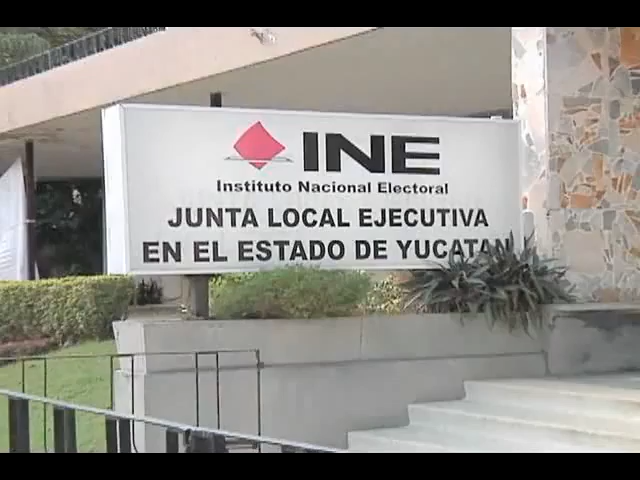 INE
Instituto Nacional Electoral
JUNTA LOCAL EJECUTIVA
EN EL ESTADO DE YUCATAN